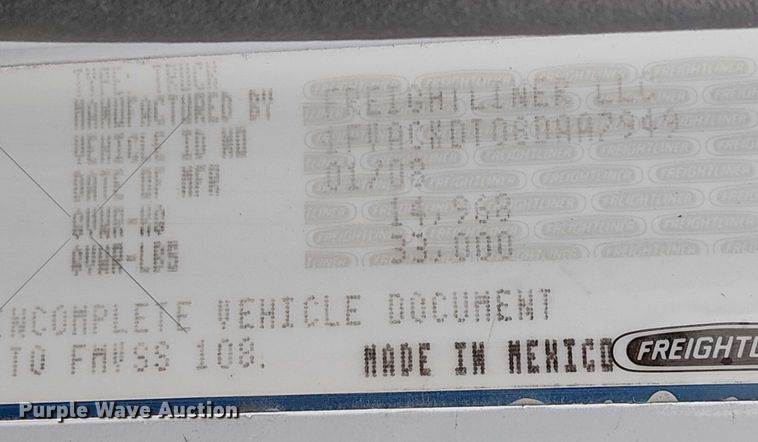 TYPE: TRUCK
MANUFACTURED BY FREIGHTLINER LLC
VEHICLE ID NO
DATE OF MFR 01/08
GVWR-KG 14,968
GVWR-LBS 33,000
INCOMPLETE VEHICLE DOCUMENT
TO FMVSS 108.
MADE IN MEXICO FREIGHTL
Purple Wave Auction